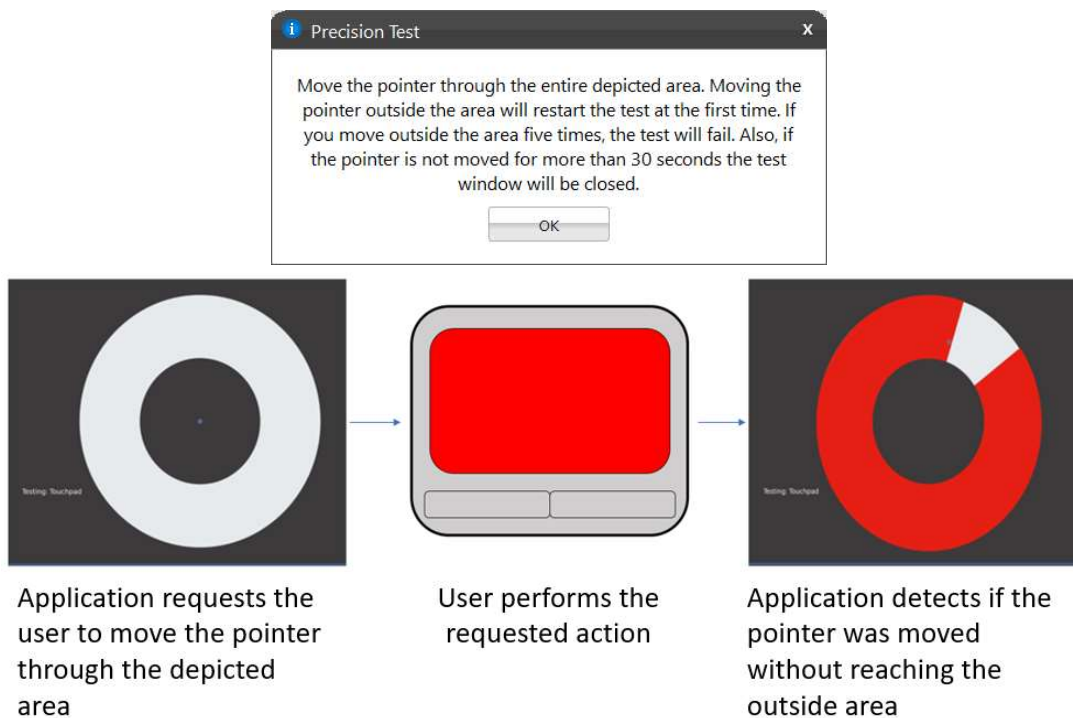 Precision Test
X
Move the pointer through the entire depicted area. Moving the
pointer outside the area will restart the test at the first time. If
you move outside the area five times, the test will fail. Also, if
the pointer is not moved for more than 30 seconds the test
window will be closed.
OK
Testing: Touchpad
Testing: Touchpad
Application requests the
user to move the pointer
through the depicted
area
User performs the
requested action
Application detects if the
pointer was moved
without reaching the
outside area